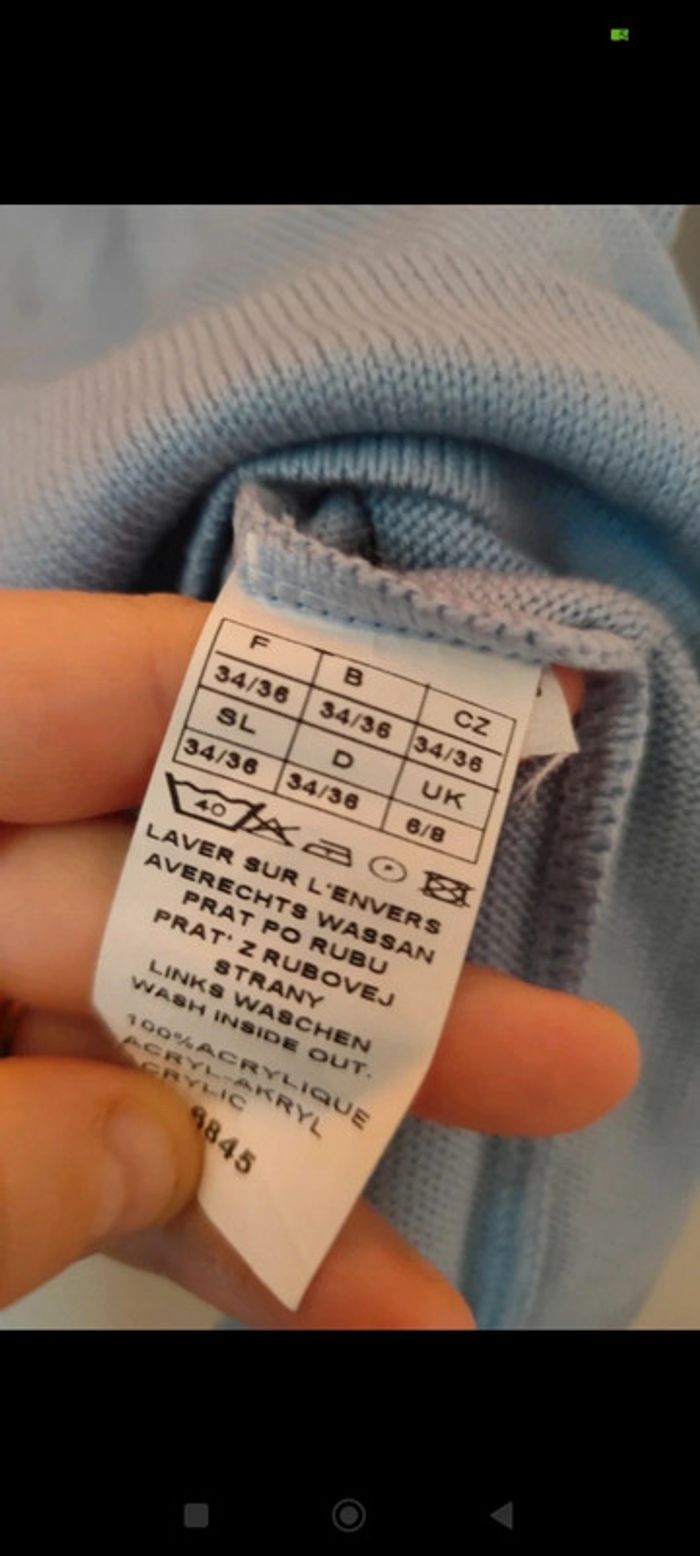 F B CZ
34/36 34/36 34/36
SL D UK
34/36 34/36 6/8
40
P
LAVER SUR L'ENVERS
AVERECHTS WASSAN
PRAT PO RUBU
PRAT' Z RUBOVEJ
STRANY
LINKS WASCHEN
WASH INSIDE OUT.
100%ACRYLIQUE
ACRYL-AKRYL
ACRYLIC
8845